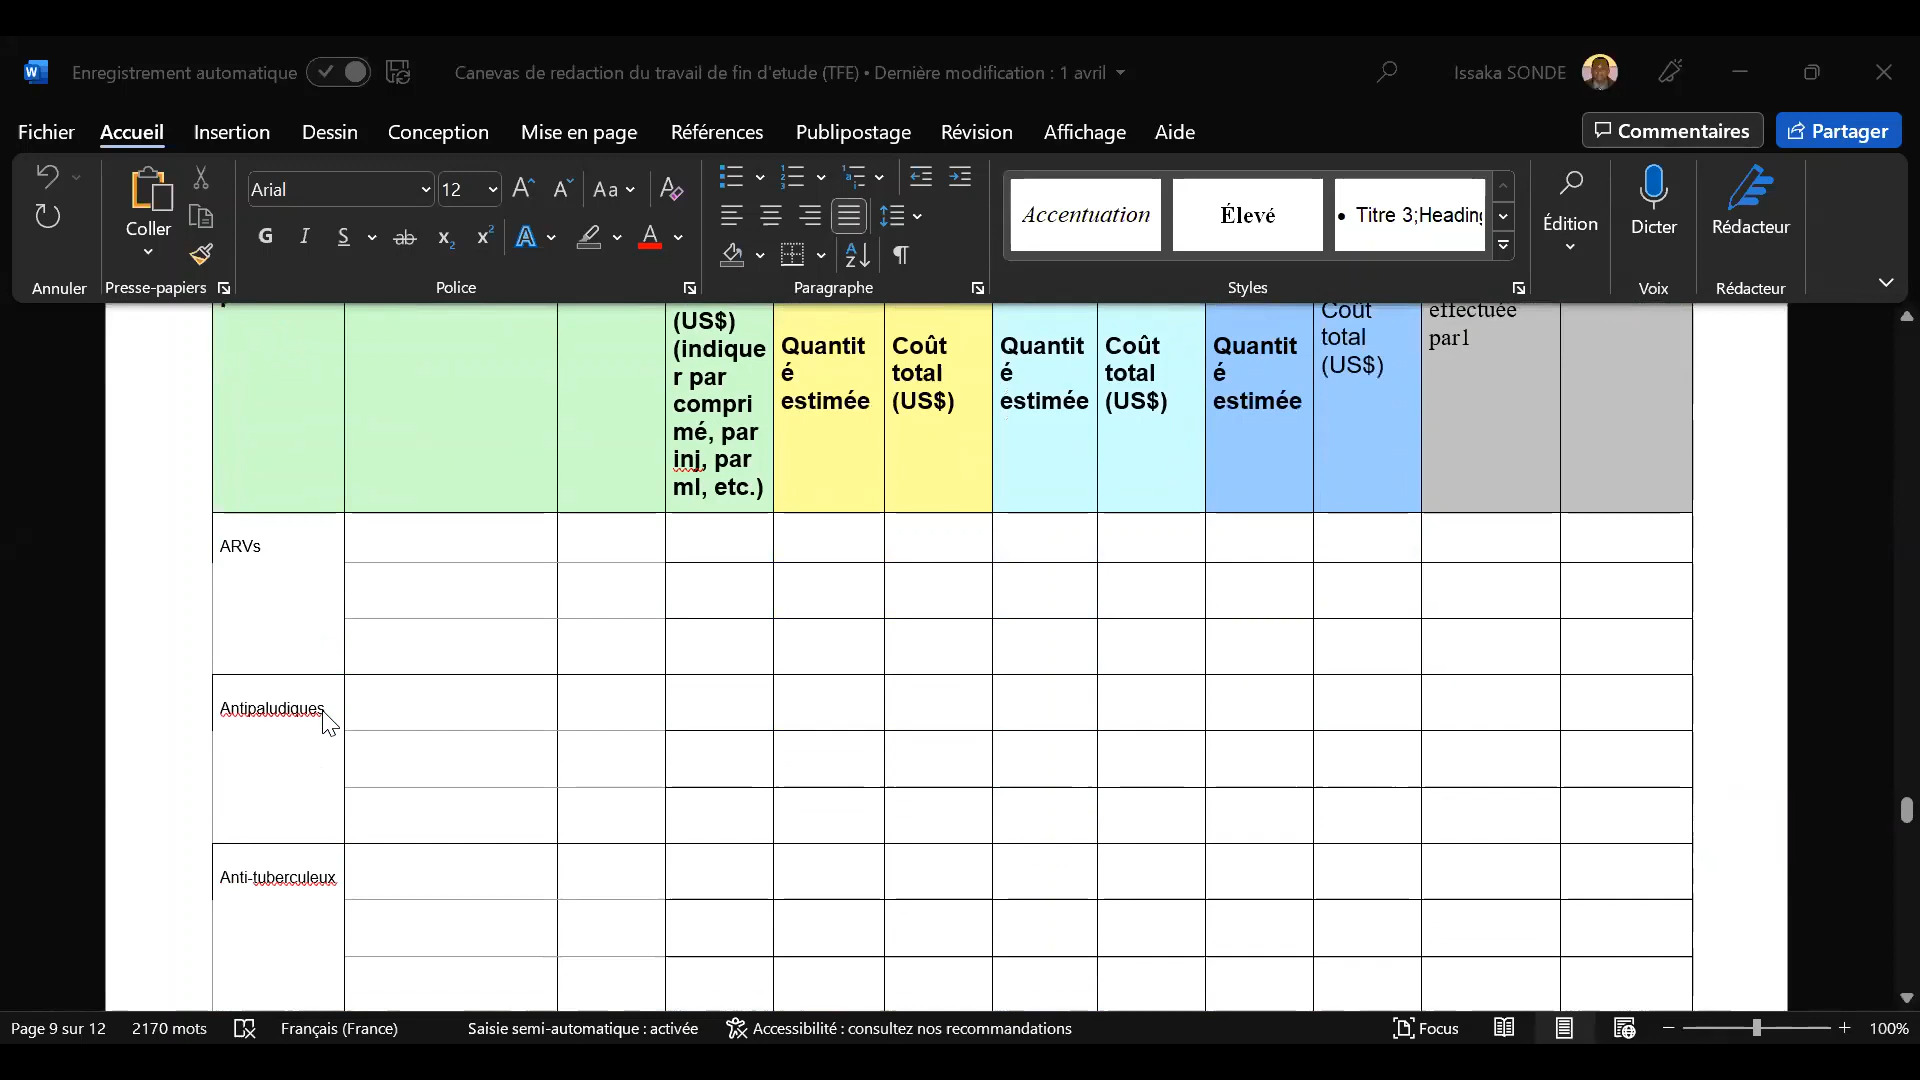 Enregistrement automatique
Canevas de redaction du travail de fin d'etude (TFE) • Dernière modification : 1 avril
Issaka SONDE
Fichier Accueil Insertion Dessin Conception Mise en page Références Publipostage Révision Affichage Aide
Commentaires Partager
Arial 12
Aa
Coller
G I S ab x₂ x² A A
Accentuation Élevé • Titre 3;Heading
Édition Dicter Rédacteur
Annuler Presse-papiers Police Paragraphe Styles Voix Rédacteur
(US$)
(indique
r par
compri
mé, par
inj, par
ml, etc.)
Quantit
é
estimée
Coût
total
(US$)
Quantit
é
estimée
Coût
total
(US$)
Quantit
é
estimée
Coût
total
(US$)
effectuée
par1
ARVs
Antipaludiques
Anti-tuberculeux
Page 9 sur 12 2170 mots Français (France) Saisie semi-automatique : activée Accessibilité : consultez nos recommandations Focus 100%